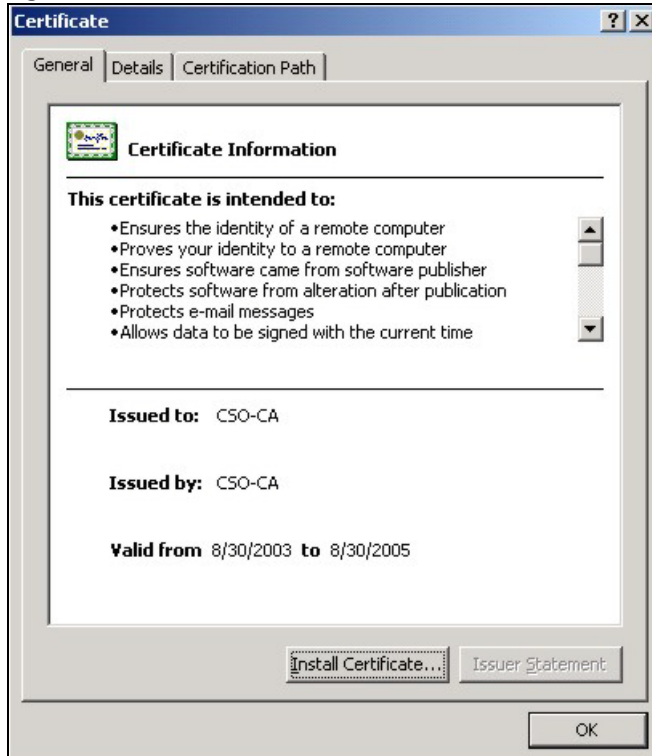 Certificate
General Details Certification Path
Certificate Information
This certificate is intended to:
•Ensures the identity of a remote computer
•Proves your identity to a remote computer
•Ensures software came from software publisher
•Protects software from alteration after publication
•Protects e-mail messages
•Allows data to be signed with the current time
Issued to: CSO-CA
Issued by: CSO-CA
Valid from 8/30/2003 to 8/30/2005
Install Certificate... Issuer Statement
OK